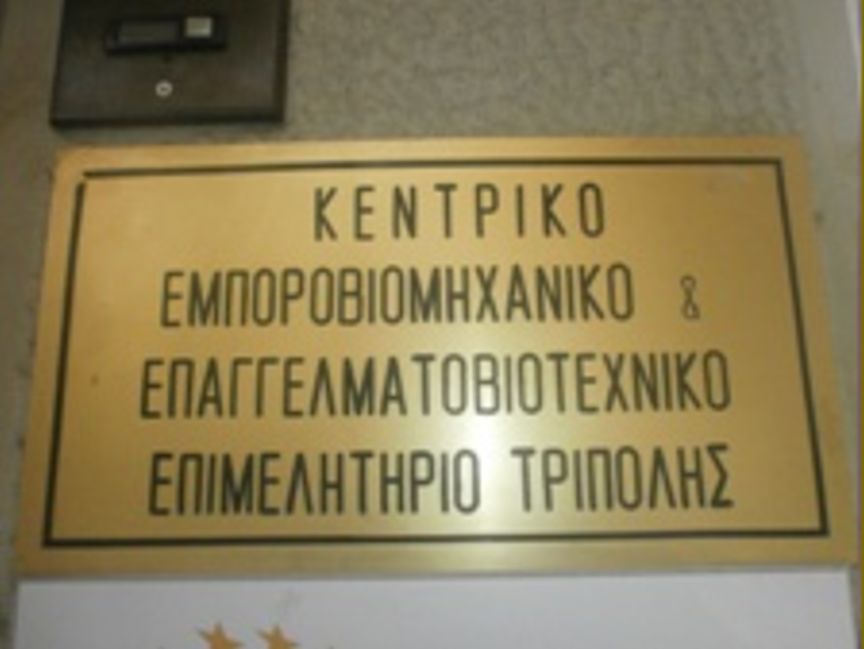 ΚΕΝΤΡΙΚΟ
ΕΜΠΟΡΟΒΙΟΜΗΧΑΝΙΚΟ &
ΕΠΑΓΓΕΛΜΑΤΟΒΙΟΤΕΧΝΙΚΟ
ΕΠΙΜΕΛΗΤΗΡΙΟ ΤΡΙΠΟΛΗΣ